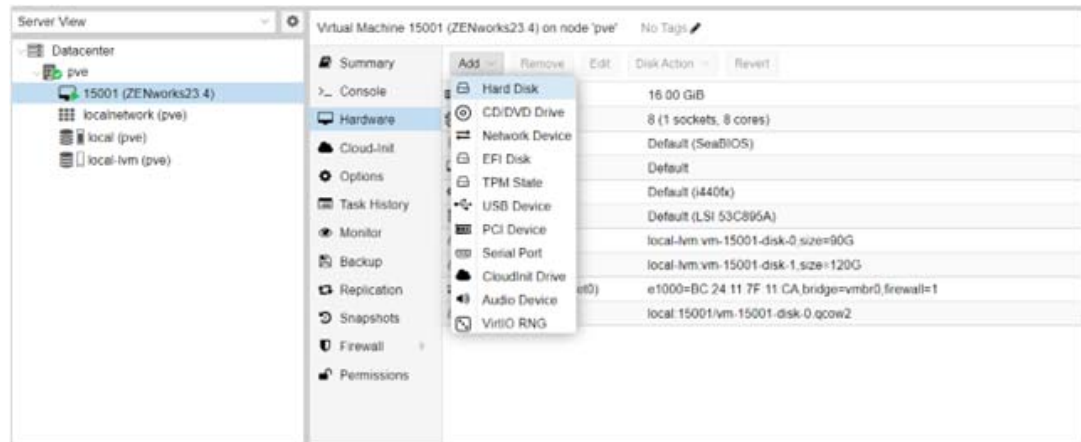 Server View
Virtual Machine 15001 (ZENworks23.4) on node 'pve' No Tags
Datacenter
pve
15001 (ZENworks23.4)
localnetwork (pve)
local (pve)
local-lvm (pve)
Summary
Console
Hardware
Cloud-Init
Options
Task History
Monitor
Backup
Replication
Snapshots
Firewall
Permissions
Add Remove Edit Disk Action Revert
Hard Disk
CD/DVD Drive
Network Device
EFI Disk
TPM State
USB Device
PCI Device
Serial Port
CloudInit Drive
Audio Device
VirtIO RNG
16.00 GiB
8 (1 sockets, 8 cores)
Default (SeaBIOS)
Default
Default (i440fx)
Default (LSI 53C895A)
local-lvm:vm-15001-disk-0,size=90G
local-lvm:vm-15001-disk-1,size=120G
et0) e1000=BC:24:11:7F:11:CA,bridge=vmbr0,firewall=1
local:15001/vm-15001-disk-0.qcow2